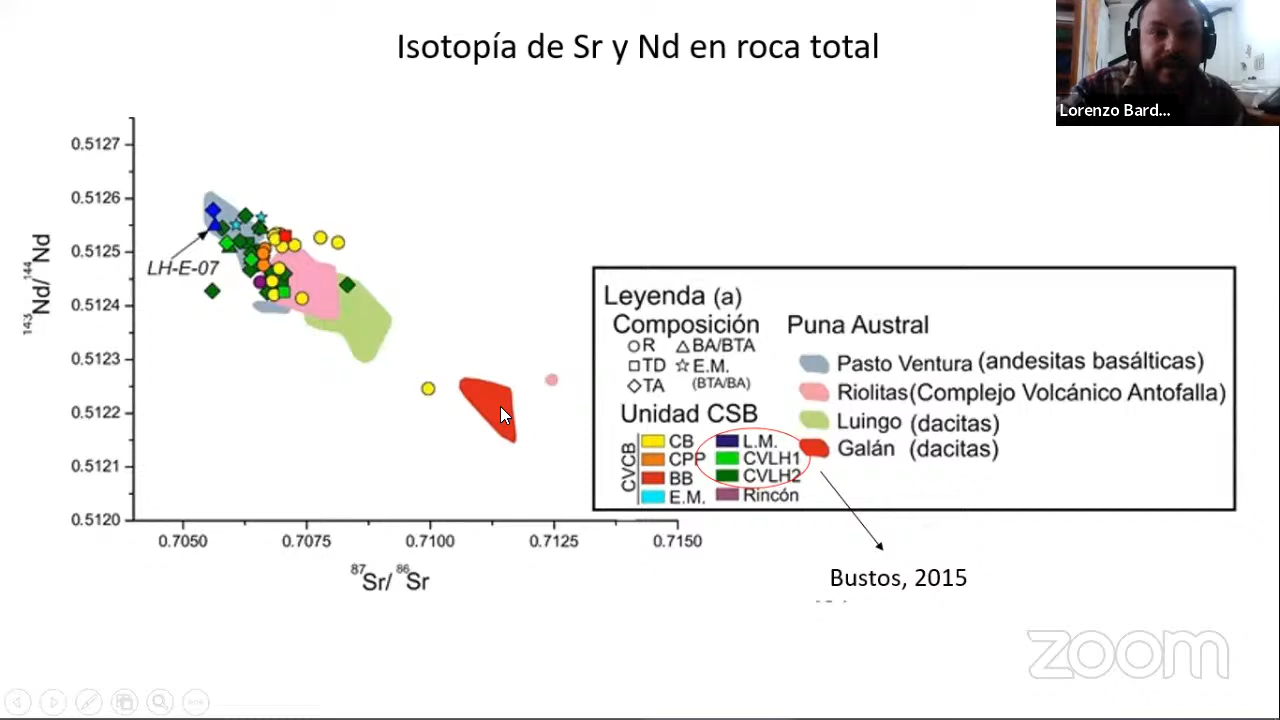 Isotopía de Sr y Nd en roca total
Lorenzo Bard...
0.5127
0.5126
0.5125
0.5124
0.5123
0.5122
0.5121
0.5120
143Nd/ 144Nd
LH-E-07
0.7050 0.7075 0.7100 0.7125 0.7150
87Sr/ 86Sr
Leyenda (a)
Composición
R BA/BTA
TD E.M.
TA (BTA/BA)
Unidad CSB
CVCB
CB L.M.
CPP CVLH1
BB CVLH2
E.M. Rincón
Puna Austral
Pasto Ventura (andesitas basálticas)
Riolitas(Complejo Volcánico Antofalla)
Luingo (dacitas)
Galán (dacitas)
Bustos, 2015
zoom